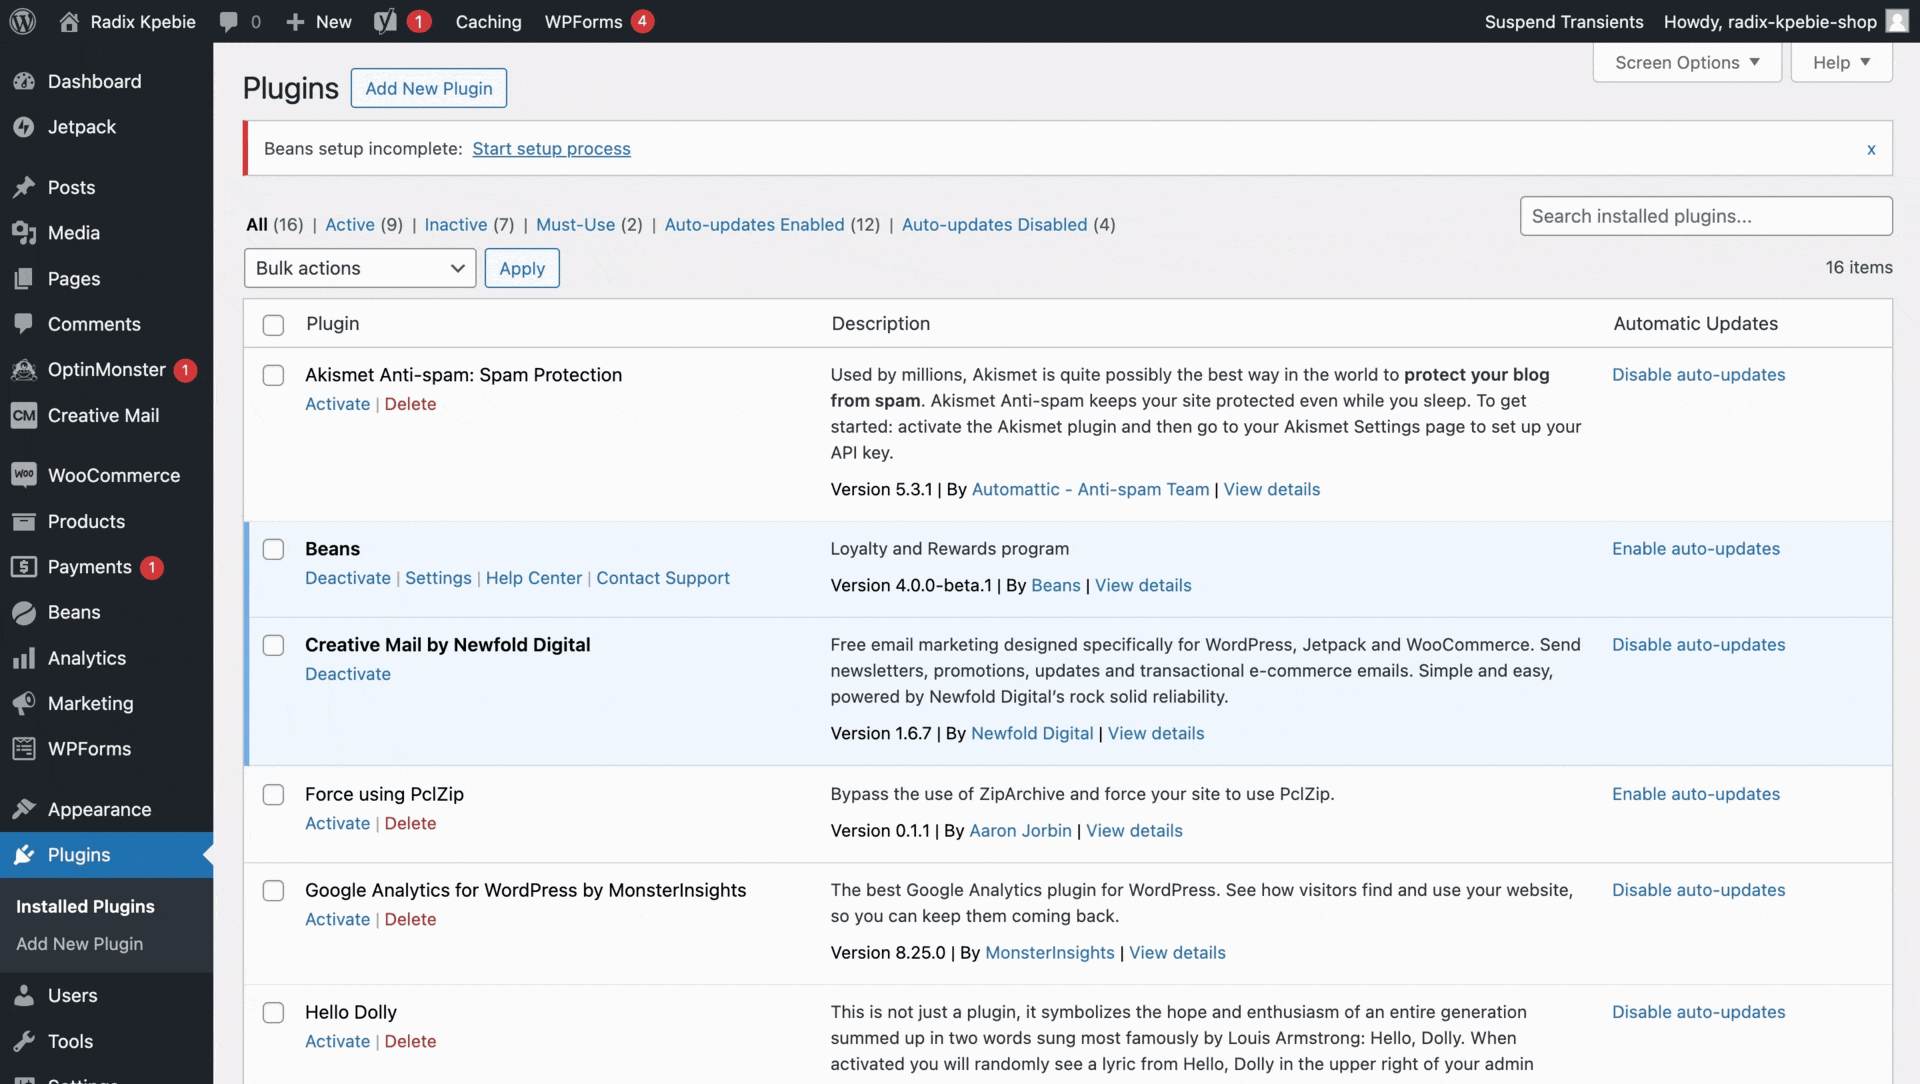 Radix Kpebie 0 New 1 Caching WPForms 4 Suspend Transients Howdy, radix-kpebie-shop
Screen Options ▼ Help ▼
Dashboard
Jetpack
Posts
Media
Pages
Comments
OptinMonster 1
CM Creative Mail
Woo WooCommerce
Products
Payments 1
Beans
Analytics
Marketing
WPForms
Appearance
Plugins
Installed Plugins
Add New Plugin
Users
Tools
Settings
Plugins Add New Plugin
Beans setup incomplete: Start setup process x
All (16) | Active (9) | Inactive (7) | Must-Use (2) | Auto-updates Enabled (12) | Auto-updates Disabled (4)
Search installed plugins...
Bulk actions Apply
16 items
Plugin Description Automatic Updates
Akismet Anti-spam: Spam Protection
Activate | Delete
Used by millions, Akismet is quite possibly the best way in the world to protect your blog
from spam. Akismet Anti-spam keeps your site protected even while you sleep. To get
started: activate the Akismet plugin and then go to your Akismet Settings page to set up your
API key.
Version 5.3.1 | By Automattic - Anti-spam Team | View details
Disable auto-updates
Beans
Deactivate | Settings | Help Center | Contact Support
Loyalty and Rewards program
Version 4.0.0-beta.1 | By Beans | View details
Enable auto-updates
Creative Mail by Newfold Digital
Deactivate
Free email marketing designed specifically for WordPress, Jetpack and WooCommerce. Send
newsletters, promotions, updates and transactional e-commerce emails. Simple and easy,
powered by Newfold Digital’s rock solid reliability.
Version 1.6.7 | By Newfold Digital | View details
Disable auto-updates
Force using PclZip
Activate | Delete
Bypass the use of ZipArchive and force your site to use PclZip.
Version 0.1.1 | By Aaron Jorbin | View details
Enable auto-updates
Google Analytics for WordPress by MonsterInsights
Activate | Delete
The best Google Analytics plugin for WordPress. See how visitors find and use your website,
so you can keep them coming back.
Version 8.25.0 | By MonsterInsights | View details
Disable auto-updates
Hello Dolly
Activate | Delete
This is not just a plugin, it symbolizes the hope and enthusiasm of an entire generation
summed up in two words sung most famously by Louis Armstrong: Hello, Dolly. When
activated you will randomly see a lyric from Hello, Dolly in the upper right of your admin
Disable auto-updates